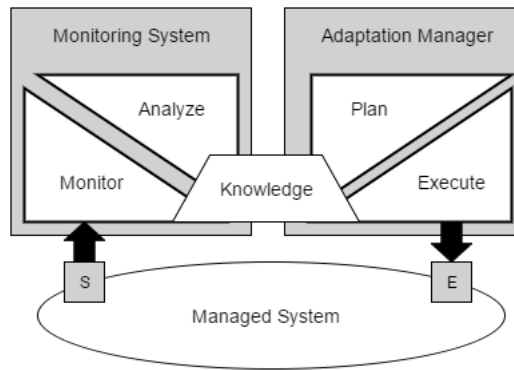 Monitoring System
Adaptation Manager
Analyze
Plan
Monitor
Knowledge
Execute
S
E
Managed System